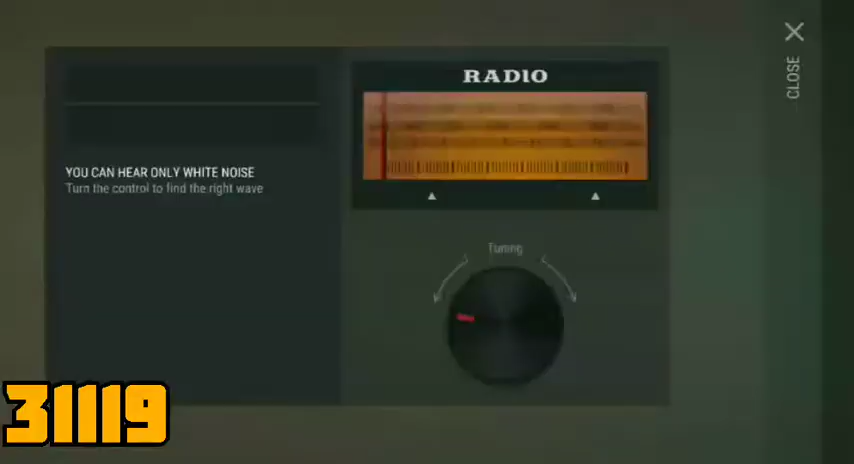 YOU CAN HEAR ONLY WHITE NOISE
Turn the control to find the right wave
RADIO
Tuning
CLOSE
31119